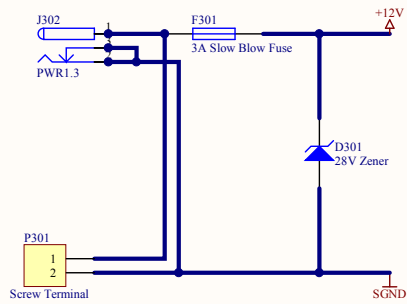 +12V
J302
F301
1
3
2
3A Slow Blow Fuse
PWR1.3
D301
28V Zener
P301
1
2
Screw Terminal
SGND